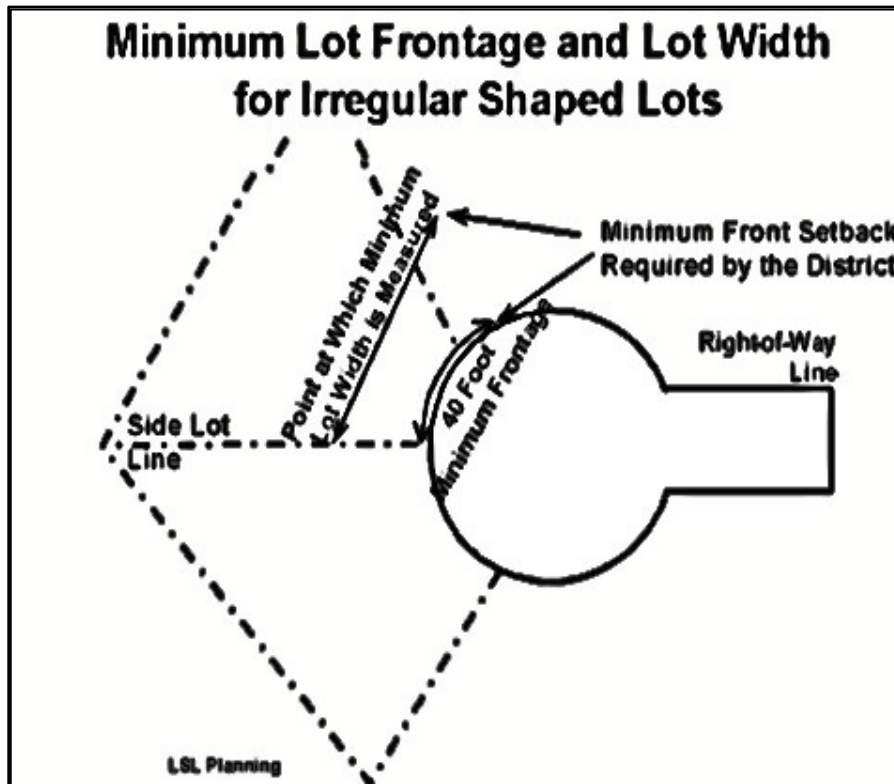 Minimum Lot Frontage and Lot Width
for Irregular Shaped Lots
Point at Which Minimum
Lot Width is Measured
Minimum Front Setback
Required by the District
40 Foot
Minimum Frontage
Right-of-Way
Line
Side Lot
Line
LSL Planning